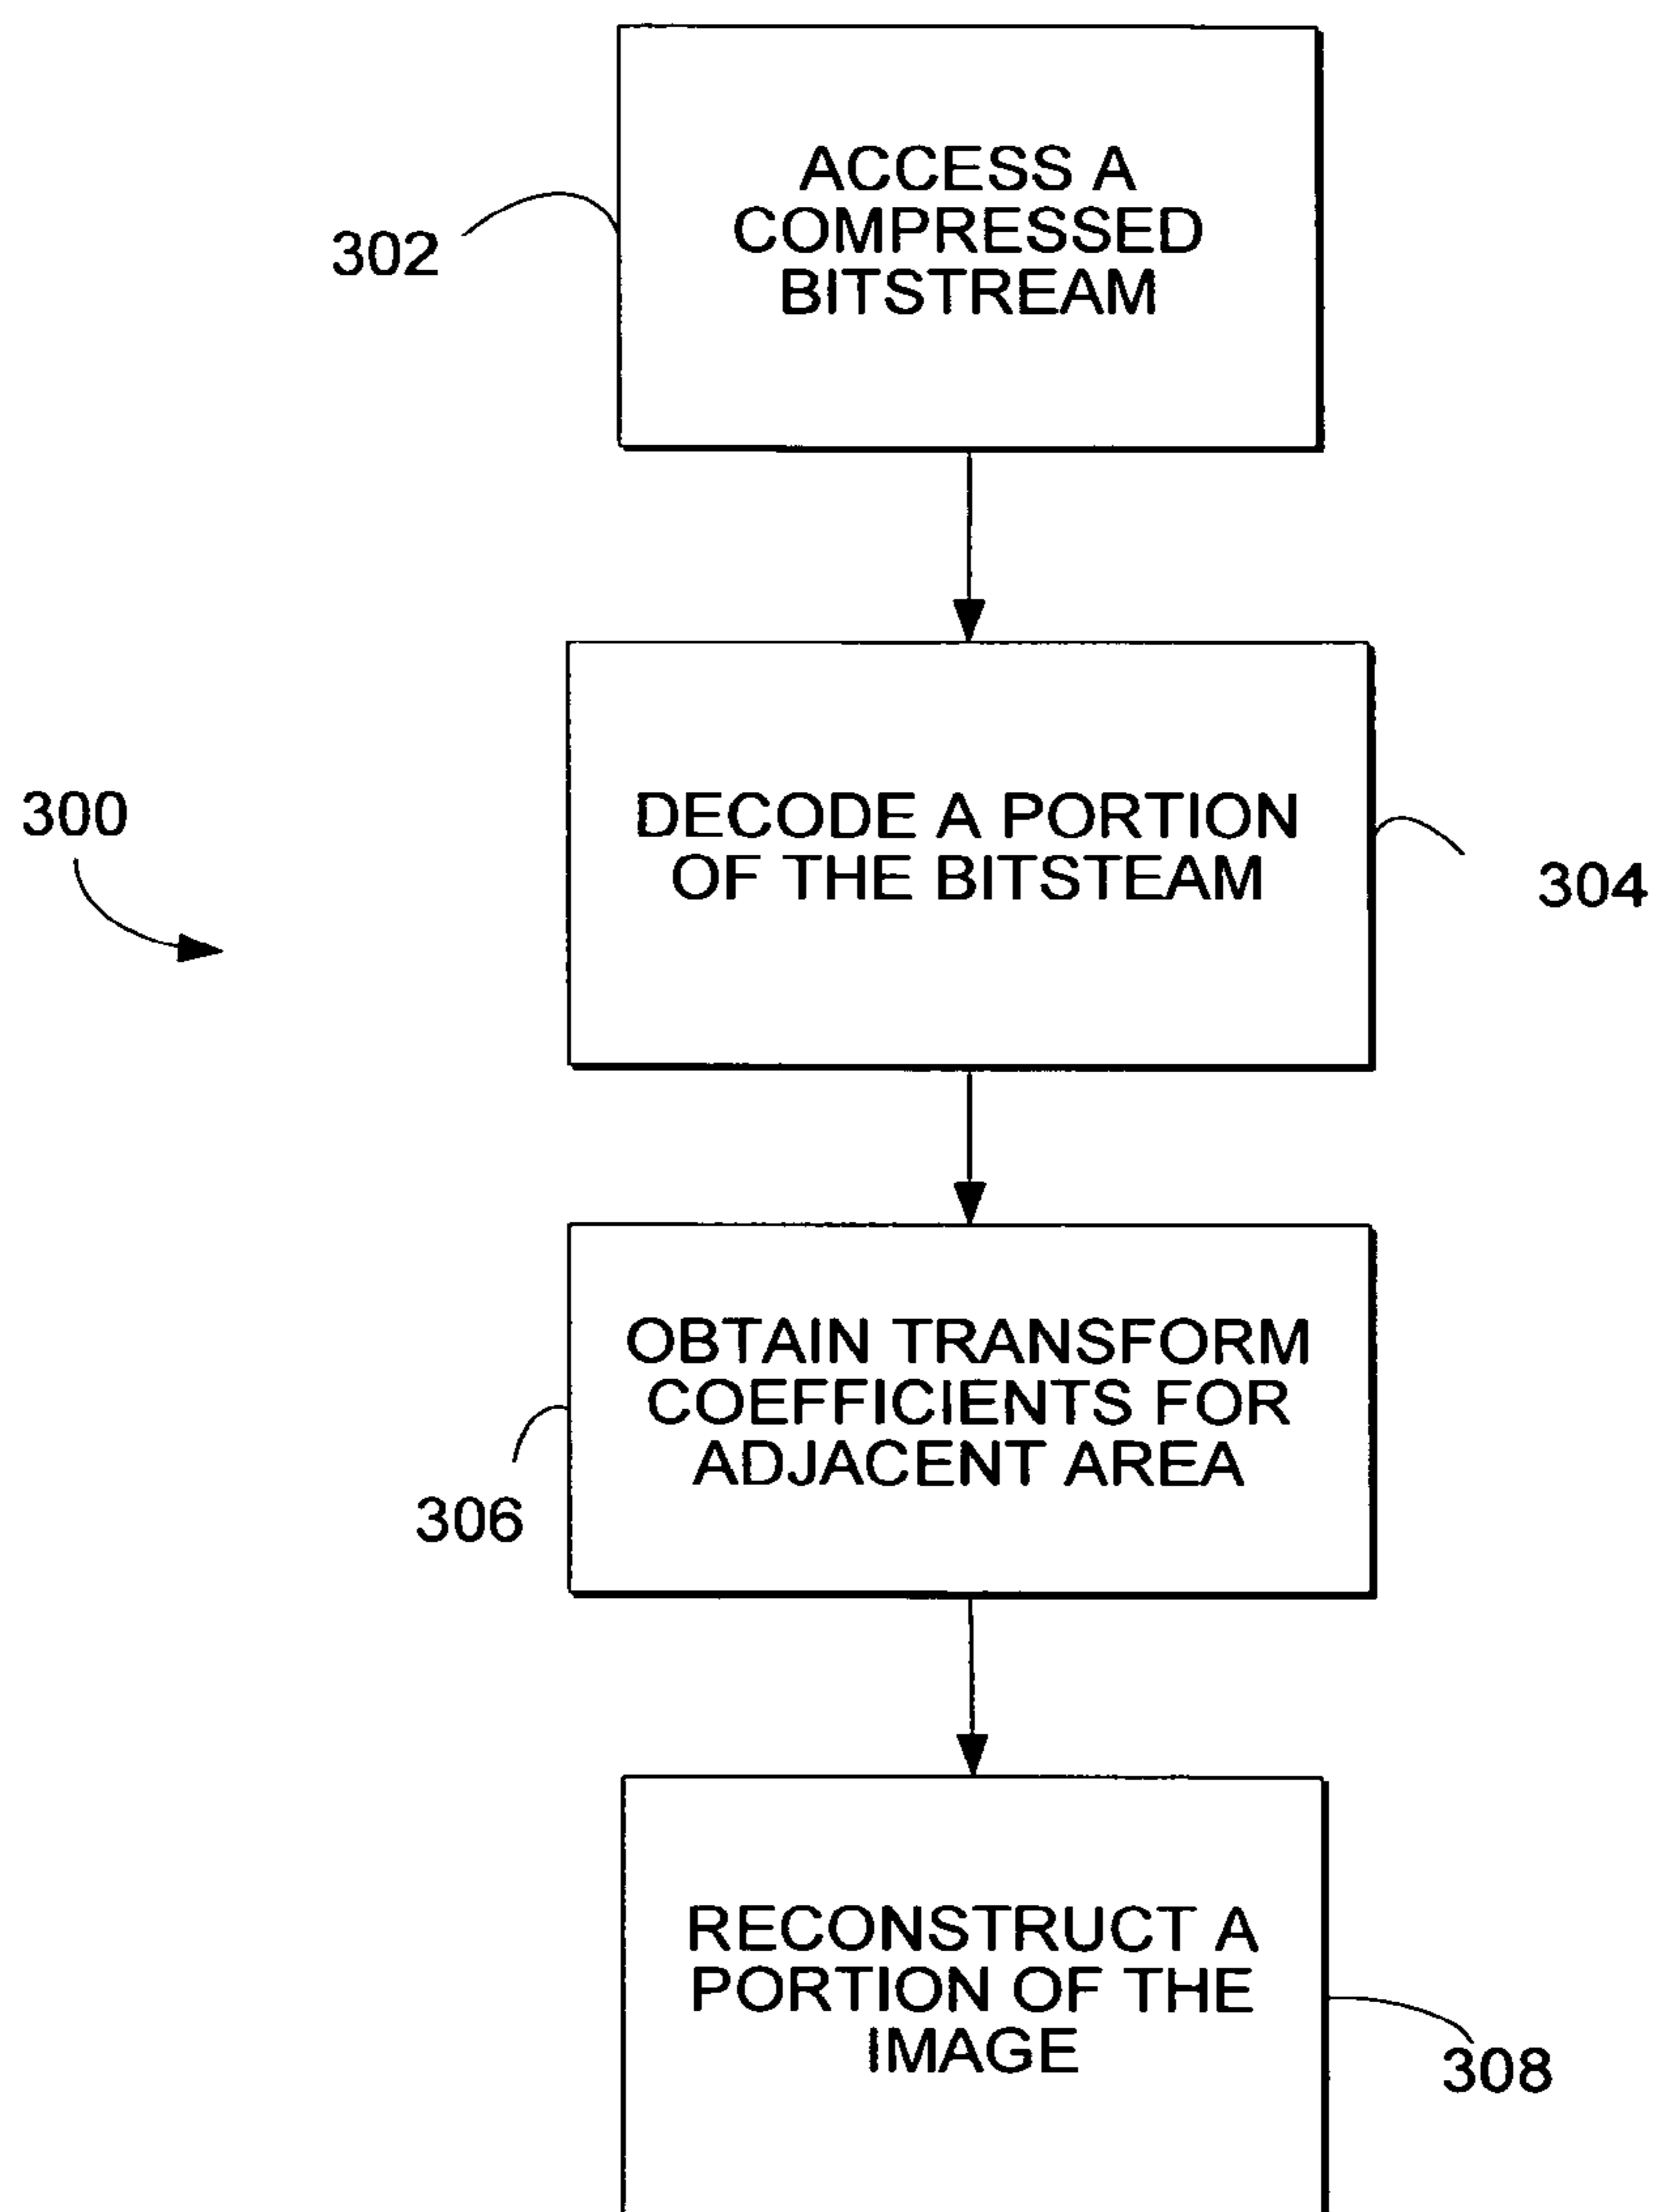 ACCESS A
COMPRESSED
BITSTREAM
302
DECODE A PORTION
OF THE BITSTEAM
300
304
OBTAIN TRANSFORM
COEFFICIENTS FOR
ADJACENT AREA
306
RECONSTRUCT A
PORTION OF THE
IMAGE
308